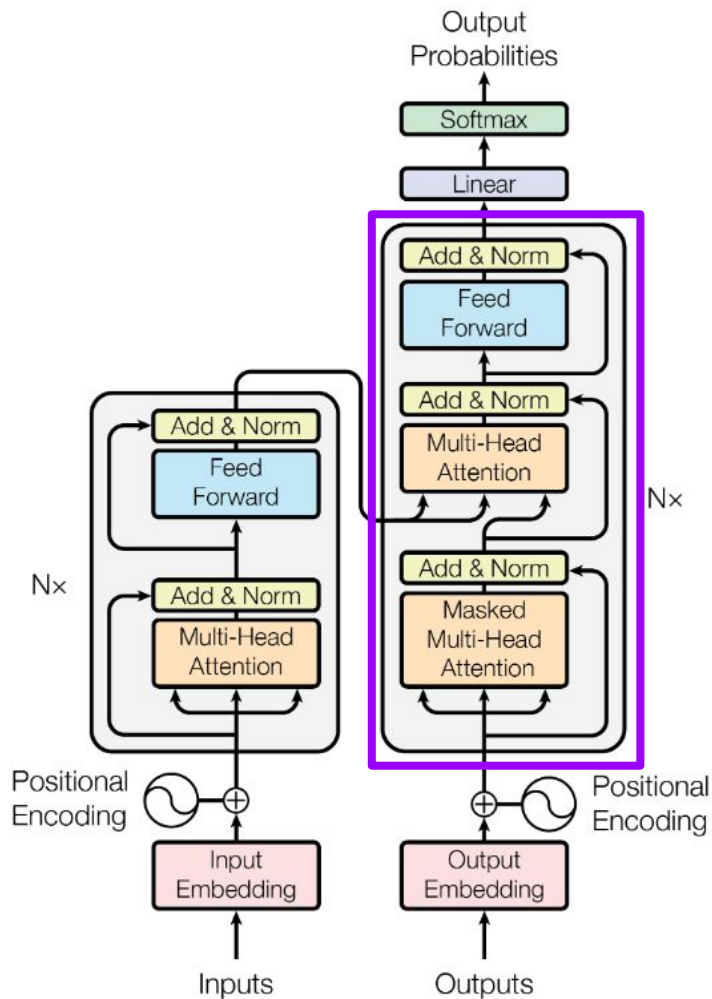 Output
Probabilities
Softmax
Linear
Add & Norm
Feed
Forward
Add & Norm
Multi-Head
Attention
Nx
Add & Norm
Masked
Multi-Head
Attention
Add & Norm
Feed
Forward
Nx
Add & Norm
Multi-Head
Attention
Positional
Encoding
Positional
Encoding
Input
Embedding
Output
Embedding
Inputs
Outputs